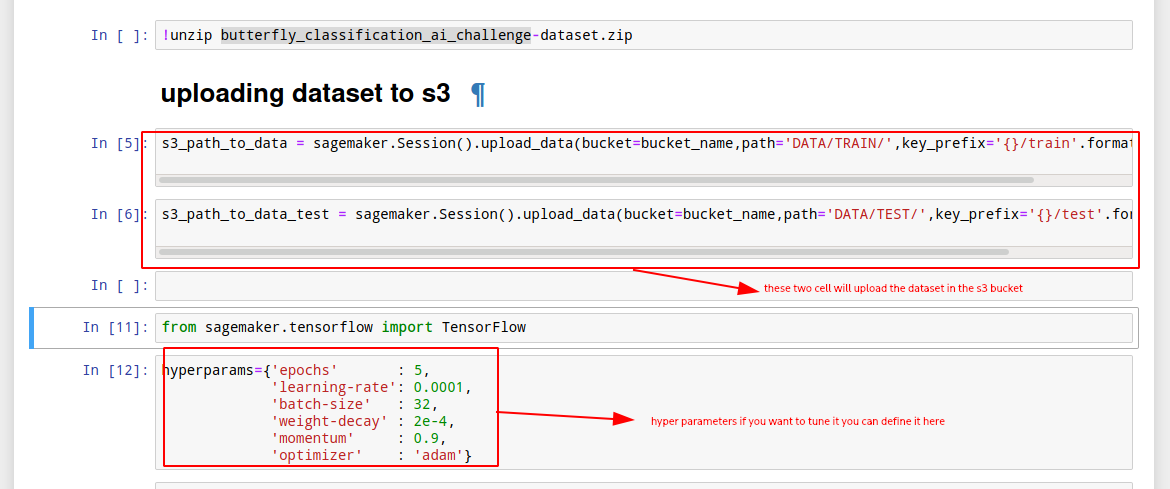 In [ ]: !unzip butterfly_classification_ai_challenge-dataset.zip
uploading dataset to s3 ¶
In [5]: s3_path_to_data = sagemaker.Session().upload_data(bucket=bucket_name,path='DATA/TRAIN/',key_prefix='{}/train'.format
In [6]: s3_path_to_data_test = sagemaker.Session().upload_data(bucket=bucket_name,path='DATA/TEST/',key_prefix='{}/test'.for
In [ ]:
these two cell will upload the dataset in the s3 bucket
In [11]: from sagemaker.tensorflow import TensorFlow
In [12]: hyperparams={'epochs' : 5,
'learning-rate': 0.0001,
'batch-size' : 32,
'weight-decay' : 2e-4,
hyper parameters if you want to tune it you can define it here
'momentum' : 0.9,
'optimizer' : 'adam'}